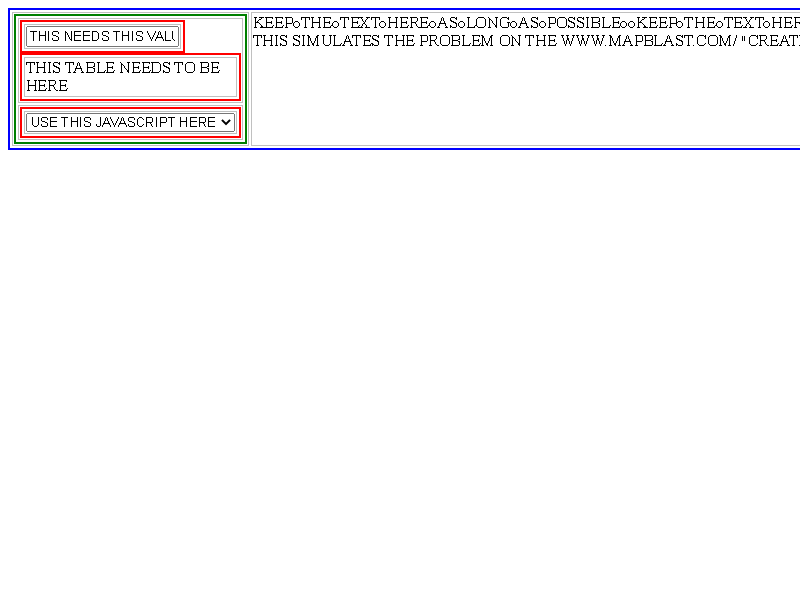 THIS NEEDS THIS VALU
THIS TABLE NEEDS TO BE
HERE
USE THIS JAVASCRIPT HERE
KEEPoTHEoTEXToHEREoASoLONGoASoPOSSIBLEooKEEPoTHEoTEXToHER
THIS SIMULATES THE PROBLEM ON THE WWW.MAPBLAST.COM/ "CREAT